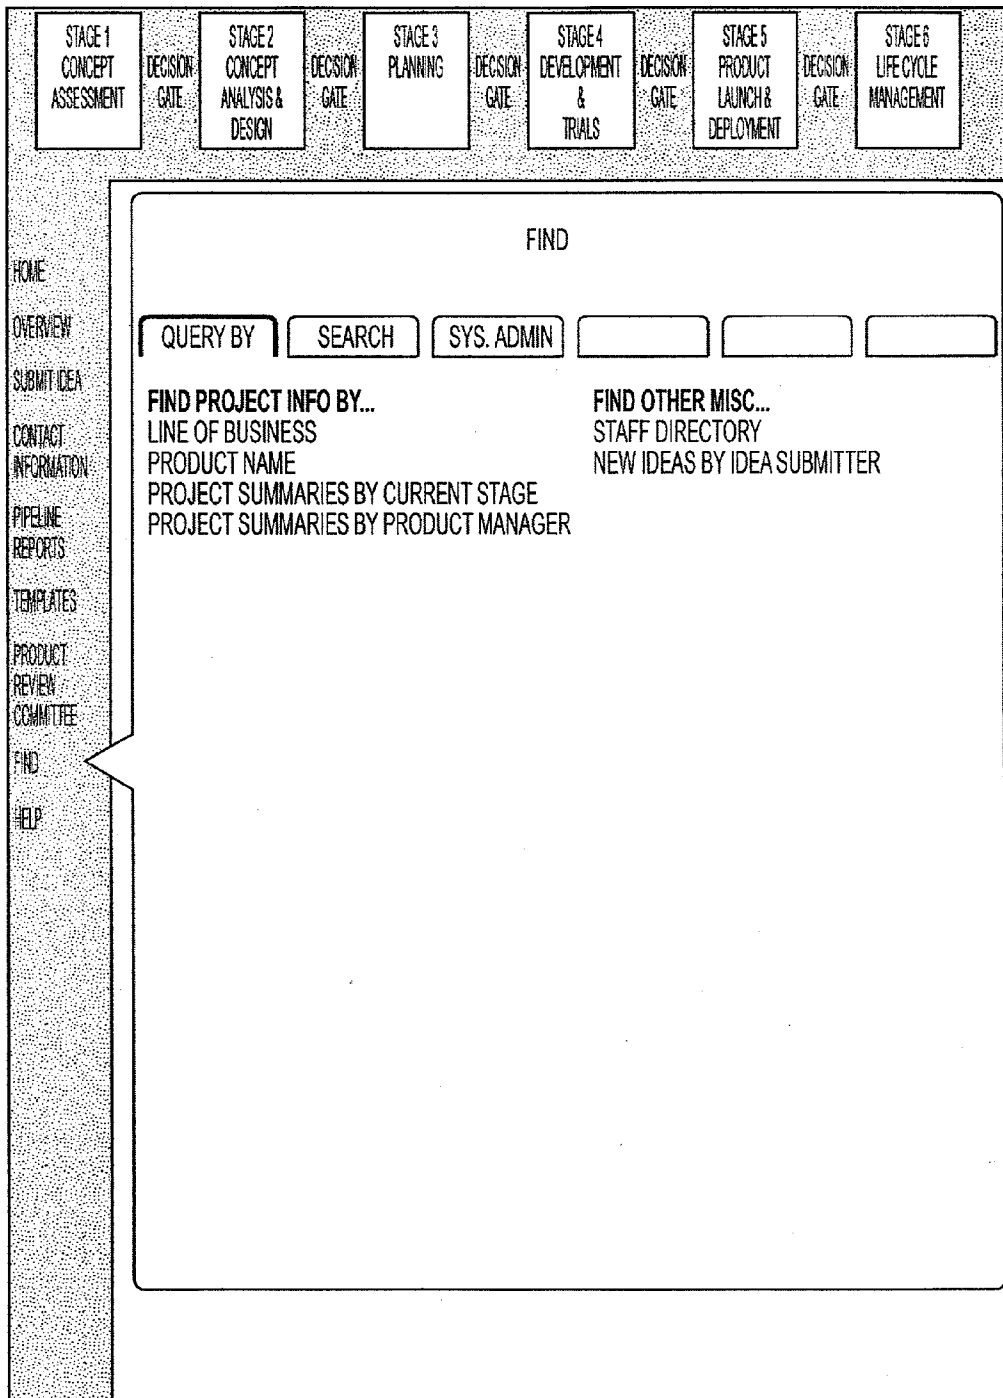 STAGE 1
CONCEPT
ASSESSMENT
DECISION
GATE
STAGE 2
CONCEPT
ANALYSIS &
DESIGN
DECISION
GATE
STAGE 3
PLANNING
DECISION
GATE
STAGE 4
DEVELOPMENT
&
TRIALS
DECISION
GATE
STAGE 5
PRODUCT
LAUNCH &
DEPLOYMENT
DECISION
GATE
STAGE 6
LIFE CYCLE
MANAGEMENT
HOME
OVERVIEW
SUBMIT IDEA
CONTACT
INFORMATION
PIPELINE
REPORTS
TEMPLATES
PRODUCT
REVIEW
COMMITTEE
FIND
HELP
FIND
QUERY BY
SEARCH
SYS. ADMIN
FIND PROJECT INFO BY...
LINE OF BUSINESS
PRODUCT NAME
PROJECT SUMMARIES BY CURRENT STAGE
PROJECT SUMMARIES BY PRODUCT MANAGER
FIND OTHER MISC...
STAFF DIRECTORY
NEW IDEAS BY IDEA SUBMITTER